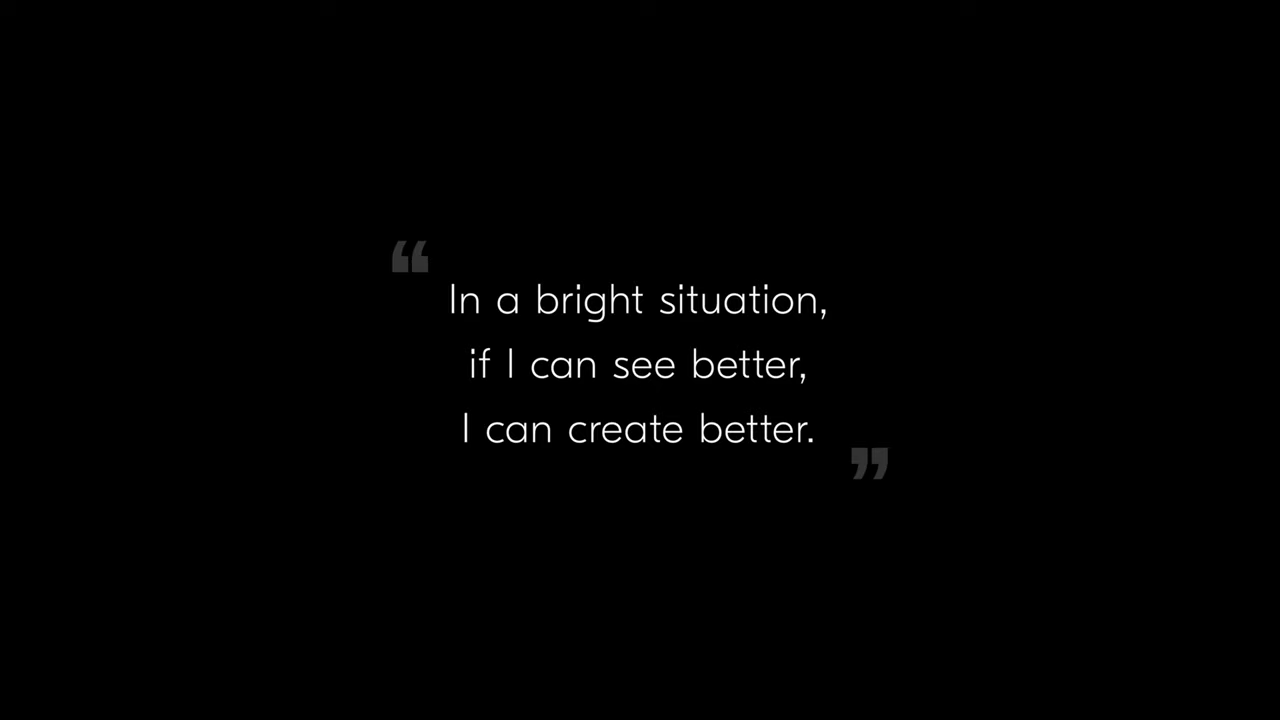 “
In a bright situation,
if I can see better,
I can create better.
”